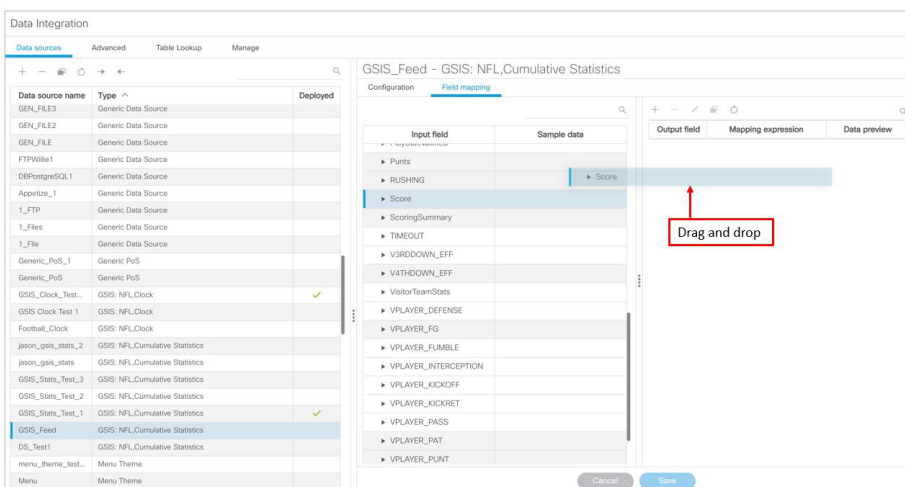 Data Integration
Data sources Advanced Table Lookup Manage
Data source name Type Deployed
GEN_FILE3 Generic Data Source
GEN_FILE2 Generic Data Source
GEN_FILE Generic Data Source
FTPWillie1 Generic Data Source
DBPostgreSQL1 Generic Data Source
Appetize_1 Generic Data Source
1_FTP Generic Data Source
1_Files Generic Data Source
1_File Generic Data Source
Generic_PoS_1 Generic PoS
Generic_PoS Generic PoS
GSIS_Clock_Test... GSIS: NFL,Clock
GSIS Clock Test 1 GSIS: NFL,Clock
Football_Clock GSIS: NFL,Clock
jason_gsis_stats_2 GSIS: NFL,Cumulative Statistics
jason_gsis_stats GSIS: NFL,Cumulative Statistics
GSIS_Stats_Test_3 GSIS: NFL,Cumulative Statistics
GSIS_Stats_Test_2 GSIS: NFL,Cumulative Statistics
GSIS_Stats_Test_1 GSIS: NFL,Cumulative Statistics
GSIS_Feed GSIS: NFL,Cumulative Statistics
DS_Test1 GSIS: NFL,Cumulative Statistics
menu_theme_test... Menu Theme
Menu Menu Theme
GSIS_Feed - GSIS: NFL,Cumulative Statistics
Configuration Field mapping
Input field Sample data
Punts
RUSHING
Score
ScoringSummary
TIMEOUT
V3RDDOWN_EFF
V4THDOWN_EFF
VisitorTeamStats
VPLAYER_DEFENSE
VPLAYER_FG
VPLAYER_FUMBLE
VPLAYER_INTERCEPTION
VPLAYER_KICKOFF
VPLAYER_KICKRET
VPLAYER_PASS
VPLAYER_PAT
VPLAYER_PUNT
Output field Mapping expression Data preview
Score
Drag and drop
Cancel Save